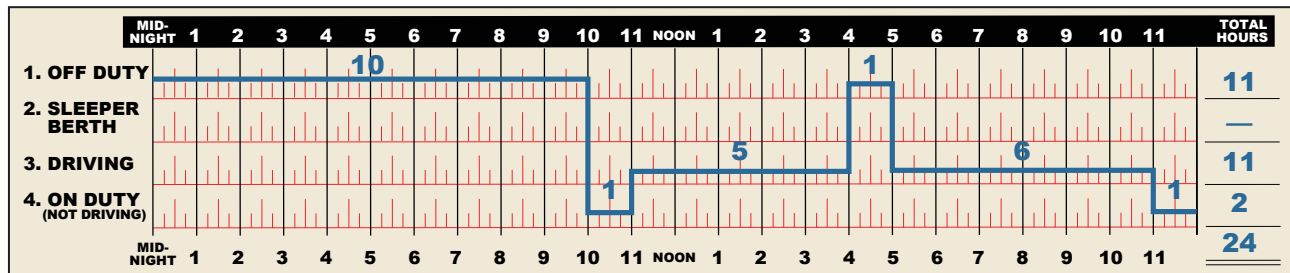 MID-NIGHT 1 2 3 4 5 6 7 8 9 10 11 NOON 1 2 3 4 5 6 7 8 9 10 11 TOTAL HOURS
10 1
1. OFF DUTY 11
2. SLEEPER BERTH —
5 6
3. DRIVING 11
1 1
4. ON DUTY 2
(NOT DRIVING)
24
MID-NIGHT 1 2 3 4 5 6 7 8 9 10 11 NOON 1 2 3 4 5 6 7 8 9 10 11